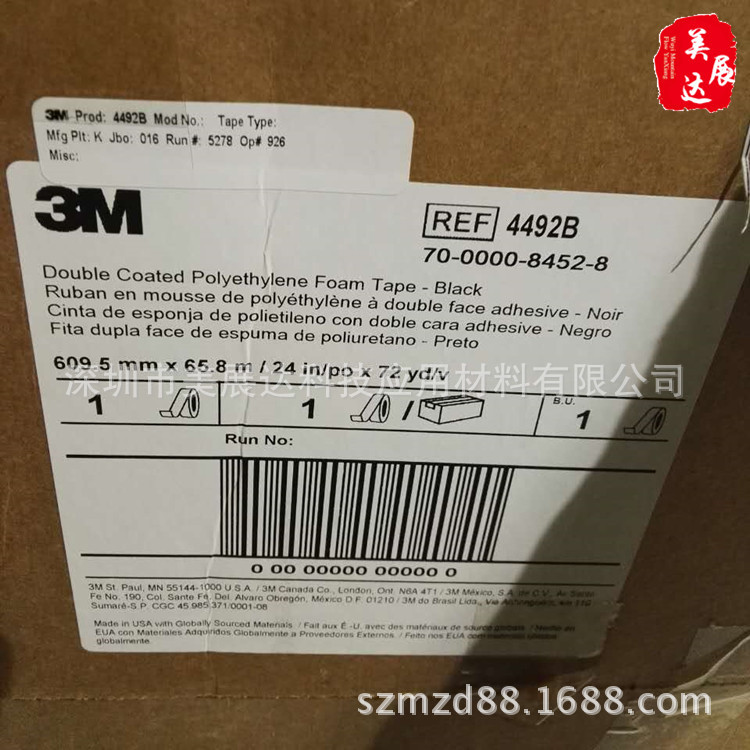 美展达
Wuyi Mountain
Flow YunXiang
3M Prod: 4492B Mod No.: Tape Type:
Mfg Plt: K Jbo: 016 Run #: 5278 Op# 926
Misc:
3M
REF 4492B
70-0000-8452-8
Double Coated Polyethylene Foam Tape - Black
Ruban en mousse de polyéthylène à double face adhesive - Noir
Cinta de esponja de polietileno con doble cara adhesive - Negro
Fita dupla face de espuma de poliuretano - Preto
609.5 mm x 65.8 m / 24 in/po x 72 yd/v
深圳市美展达科技应用材料有限公司
1 1 / B.U. 1
Run No:
0 00 00000 00000 0
3M St. Paul, MN 55144-1000 U.S.A. / 3M Canada Co., London, Ont. N6A 4T1 / 3M México, S.A. de C.V., Av Santa
Fe No. 190, Col. Santa Fé, Del. Alvaro Obregón, México D.F. 01210 / 3M do Brasil Ltda., Via km 110
Sumaré-S.P. CGC 45.985.371/0001-08
Made in USA with Globally Sourced Materials. / Fait aux É.-U. avec des matériaux de source globale. / Hecho en
EUA con Materiales Adquiridos Globalmente a Proveedores Externos. / Feito nos EUA com materiais obtidos
globalmente.
szmzd88.1688.com